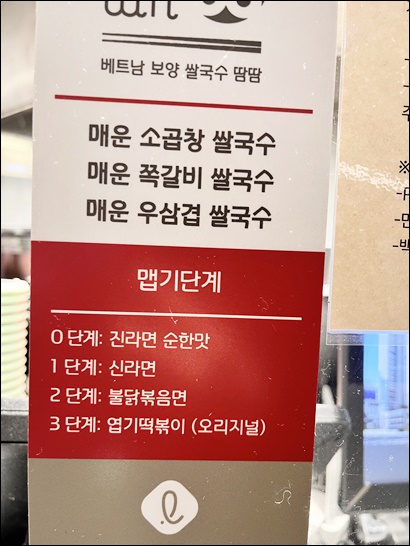 베트남 보양 쌀국수 땀땀
매운 소곱창 쌀국수
매운 쪽갈비 쌀국수
매운 우삼겹 쌀국수
맵기단계
0 단계: 진라면 순한맛
1 단계: 신라면
2 단계: 불닭볶음면
3 단계: 엽기떡볶이 (오리지널)